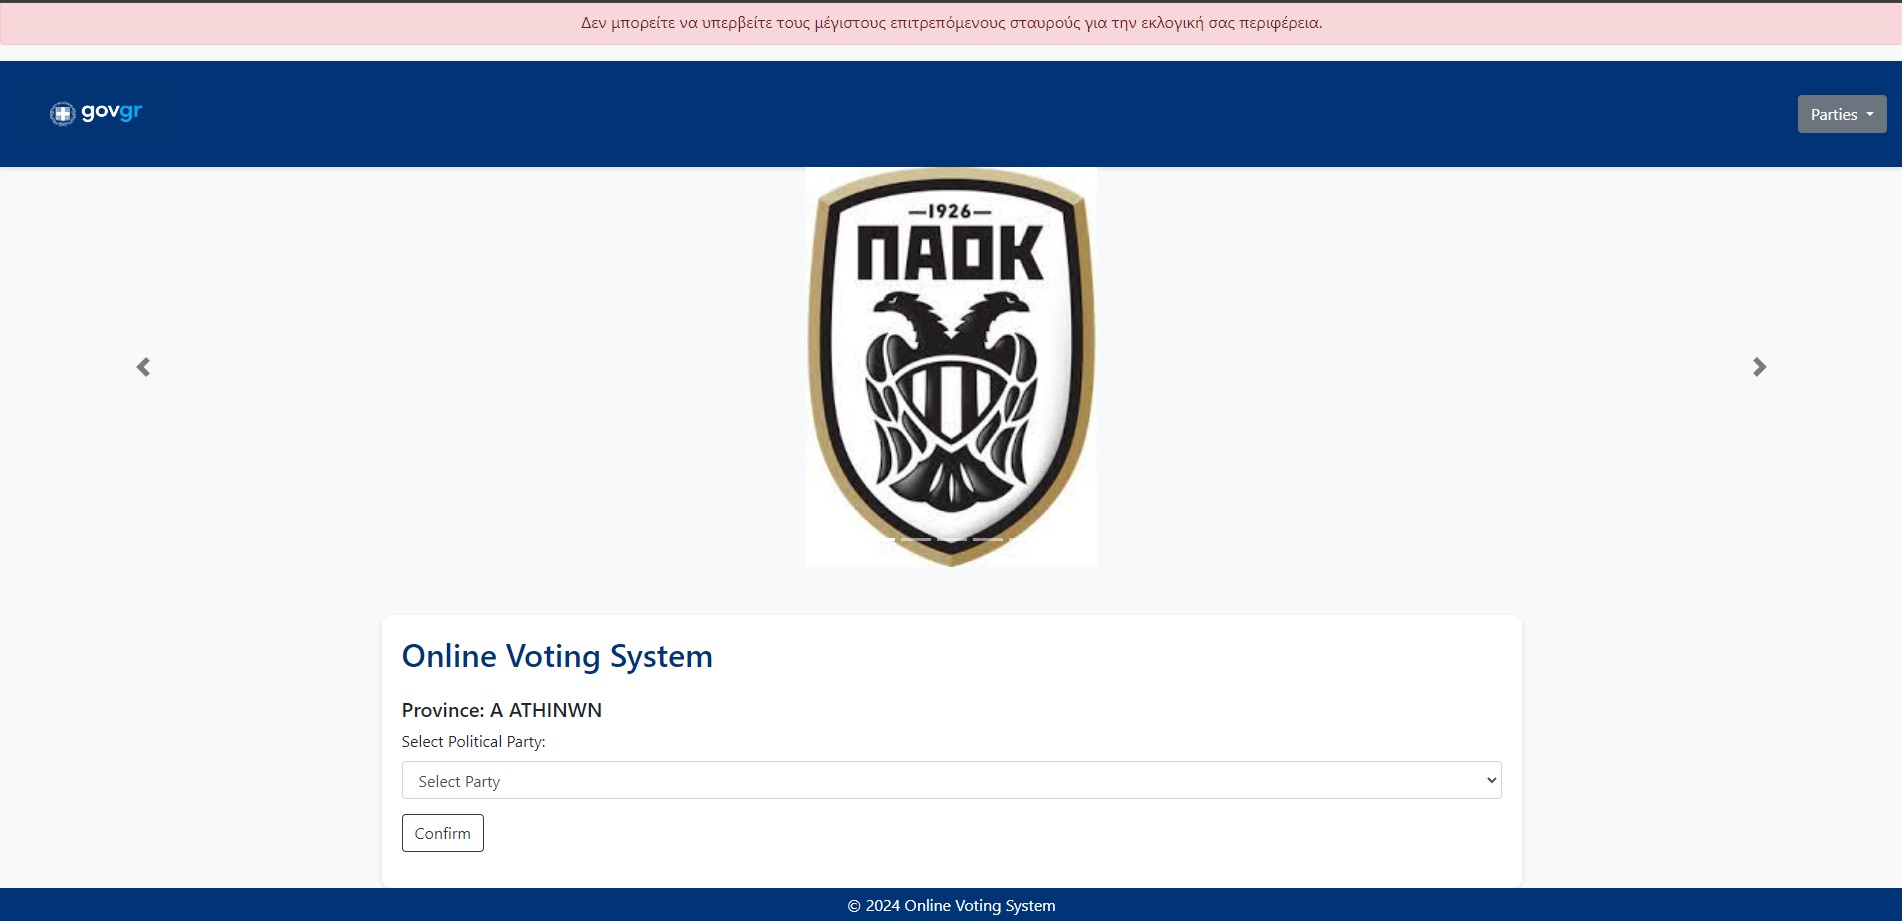 Δεν μπορείτε να υπερβείτε τους μέγιστους επιτρεπόμενους σταυρούς για την εκλογική σας περιφέρεια.
govgr
Parties
1926
ΠΑΟΚ
Online Voting System
Province: A ATHINWN
Select Political Party:
Select Party
Confirm
© 2024 Online Voting System